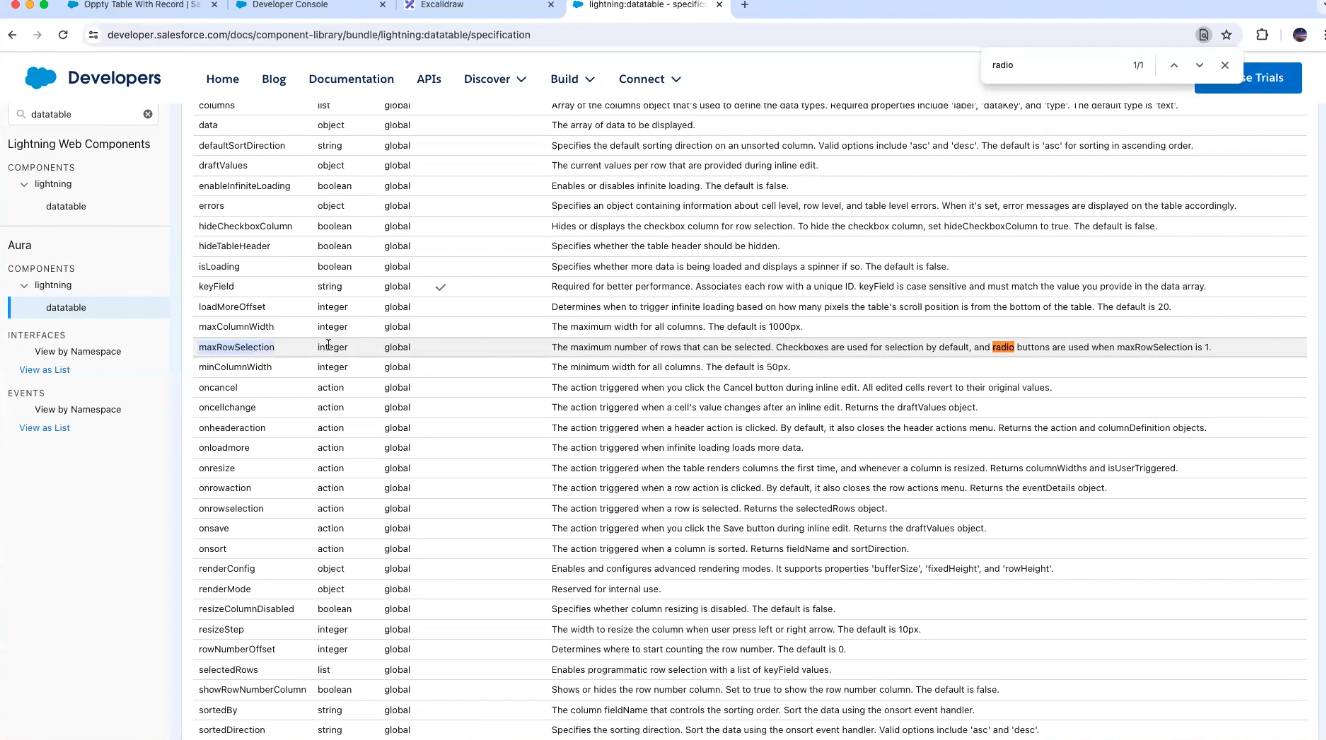 Oppty Table With Record | Sa
Developer Console
Excalidraw
lightning:datatable - specific
developer.salesforce.com/docs/component-library/bundle/lightning:datatable/specification
radio 1/1
Developers
Home Blog Documentation APIs Discover Build Connect
e Trials
datatable
Lightning Web Components
COMPONENTS
lightning
datatable
Aura
COMPONENTS
lightning
datatable
INTERFACES
View by Namespace
View as List
EVENTS
View by Namespace
View as List
columns list global Array of the columns object that's used to define the data types. Required properties include 'label', 'dataKey', and 'type'. The default type is 'text'.
data object global The array of data to be displayed.
defaultSortDirection string global Specifies the default sorting direction on an unsorted column. Valid options include 'asc' and 'desc'. The default is 'asc' for sorting in ascending order.
draftValues object global The current values per row that are provided during inline edit.
enableInfiniteLoading boolean global Enables or disables infinite loading. The default is false.
errors object global Specifies an object containing information about cell level, row level, and table level errors. When it's set, error messages are displayed on the table accordingly.
hideCheckboxColumn boolean global Hides or displays the checkbox column for row selection. To hide the checkbox column, set hideCheckboxColumn to true. The default is false.
hideTableHeader boolean global Specifies whether the table header should be hidden.
isLoading boolean global Specifies whether more data is being loaded and displays a spinner if so. The default is false.
keyField string global Required for better performance. Associates each row with a unique ID. keyField is case sensitive and must match the value you provide in the data array.
loadMoreOffset integer global Determines when to trigger infinite loading based on how many pixels the table's scroll position is from the bottom of the table. The default is 20.
maxColumnWidth integer global The maximum width for all columns. The default is 1000px.
maxRowSelection integer global The maximum number of rows that can be selected. Checkboxes are used for selection by default, and radio buttons are used when maxRowSelection is 1.
minColumnWidth integer global The minimum width for all columns. The default is 50px.
oncancel action global The action triggered when you click the Cancel button during inline edit. All edited cells revert to their original values.
oncellchange action global The action triggered when a cell's value changes after an inline edit. Returns the draftValues object.
onheaderaction action global The action triggered when a header action is clicked. By default, it also closes the header actions menu. Returns the action and columnDefinition objects.
onloadmore action global The action triggered when infinite loading loads more data.
onresize action global The action triggered when the table renders columns the first time, and whenever a column is resized. Returns columnWidths and isUserTriggered.
onrowaction action global The action triggered when a row action is clicked. By default, it also closes the row actions menu. Returns the eventDetails object.
onrowselection action global The action triggered when a row is selected. Returns the selectedRows object.
onsave action global The action triggered when you click the Save button during inline edit. Returns the draftValues object.
onsort action global The action triggered when a column is sorted. Returns fieldName and sortDirection.
renderConfig object global Enables and configures advanced rendering modes. It supports properties 'bufferSize', 'fixedHeight', and 'rowHeight'.
renderMode object global Reserved for internal use.
resizeColumnDisabled boolean global Specifies whether column resizing is disabled. The default is false.
resizeStep integer global The width to resize the column when user press left or right arrow. The default is 10px.
rowNumberOffset integer global Determines where to start counting the row number. The default is 0.
selectedRows list global Enables programmatic row selection with a list of keyField values.
showRowNumberColumn boolean global Shows or hides the row number column. Set to true to show the row number column. The default is false.
sortedBy string global The column fieldName that controls the sorting order. Sort the data using the onsort event handler.
sortedDirection string global Specifies the sorting direction. Sort the data using the onsort event handler. Valid options include 'asc' and 'desc'.